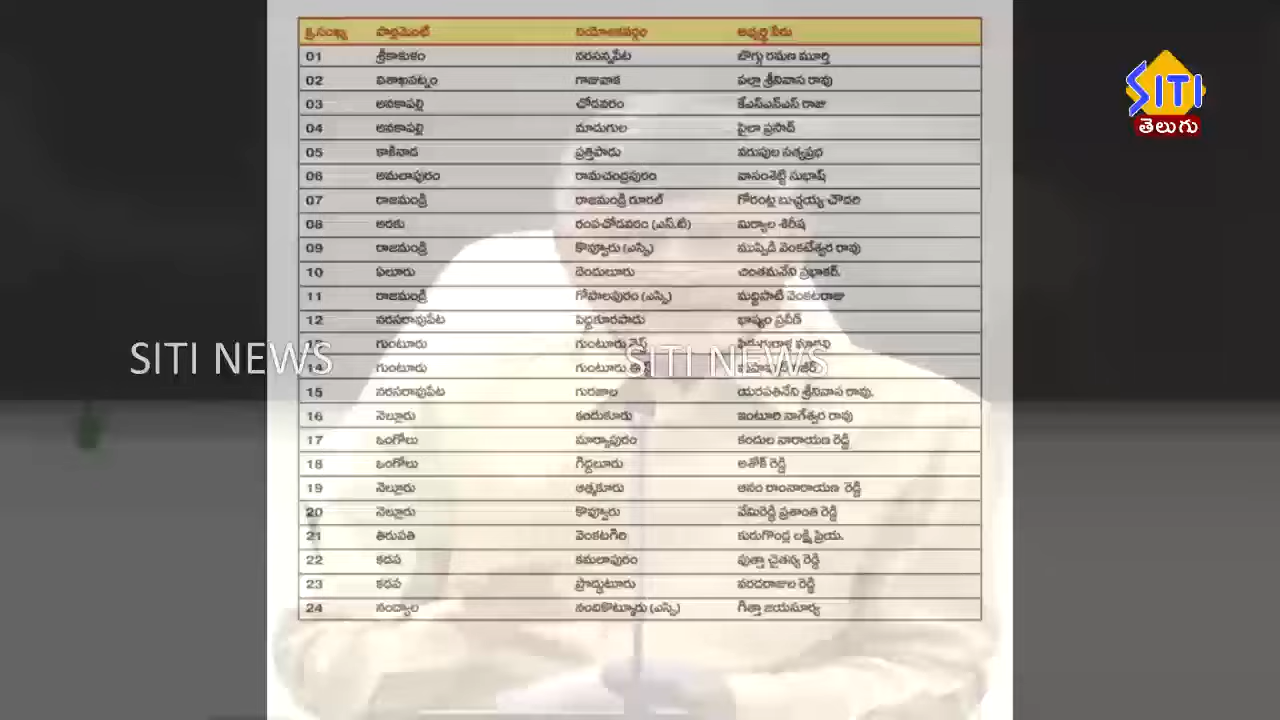 క్ర.సంఖ్య పార్లమెంట్ నియోజకవర్గం అభ్యర్థి పేరు
01 శ్రీకాకుళం నరసన్నపేట బొగ్గు రమణ మూర్తి
02 విశాఖపట్నం గాజువాక పల్లా శ్రీనివాస రావు
03 అనకాపల్లి చోడవరం కేఎస్ఎన్ఎస్ రాజు
04 అనకాపల్లి మాడుగుల పైలా ప్రసాద్
05 కాకినాడ ప్రత్తిపాడు వరుపుల సత్యప్రభ
06 అమలాపురం రామచంద్రపురం వాసంశెట్టి సుభాష్
07 రాజమండ్రి రాజమండ్రి రూరల్ గోరంట్ల బుచ్చయ్య చౌదరి
08 అరకు రంపచోడవరం (ఎస్.టి) మిర్యాల శిరీష
09 రాజమండ్రి కొవ్వూరు (ఎస్సి) ముప్పిడి వెంకటేశ్వర రావు
10 ఏలూరు దెందులూరు చింతమనేని ప్రభాకర్.
11 రాజమండ్రి గోపాలపురం (ఎస్సి) మద్దిపాటి వెంకటరాజు
12 నరసరావుపేట పెద్దకూరపాడు భాష్యం ప్రవీణ్
13 గుంటూరు గుంటూరు వెస్ట్
14 గుంటూరు గుంటూరు ఈస్ట్
15 నరసరావుపేట గురజాల యరపతినేని శ్రీనివాస రావు.
16 నెల్లూరు కందుకూరు ఇంటూరి నాగేశ్వర రావు
17 ఒంగోలు మార్కాపురం కందుల నారాయణ రెడ్డి
18 ఒంగోలు గిద్దలూరు అశోక్ రెడ్డి
19 నెల్లూరు ఆత్మకూరు ఆనం రాంనారాయణ రెడ్డి
20 నెల్లూరు కొవ్వూరు వేమిరెడ్డి ప్రశాంతి రెడ్డి
21 తిరుపతి వెంకటగిరి కురుగొండ్ల లక్ష్మి ప్రియ.
22 కడప కమలాపురం పుత్తా చైతన్య రెడ్డి
23 కడప ప్రొద్దుటూరు వరదరాజుల రెడ్డి
24 నంద్యాల నందికొట్కూరు (ఎస్సి) గిత్తా జయసూర్య
SITI
తెలుగు
SITI NEWS
SITI NEWS